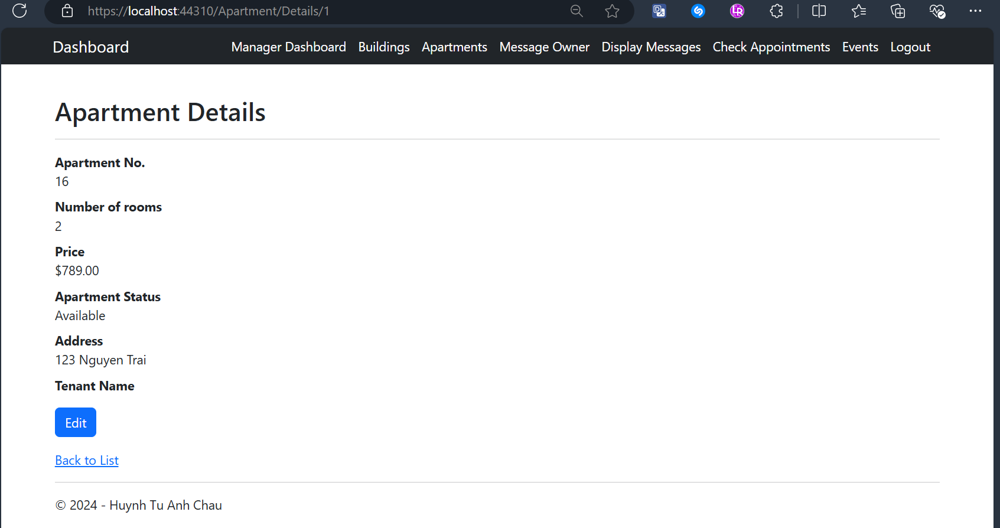 https://localhost:44310/Apartment/Details/1
Dashboard Manager Dashboard Buildings Apartments Message Owner Display Messages Check Appointments Events Logout
Apartment Details
Apartment No.
16
Number of rooms
2
Price
$789.00
Apartment Status
Available
Address
123 Nguyen Trai
Tenant Name
Edit
Back to List
© 2024 - Huynh Tu Anh Chau